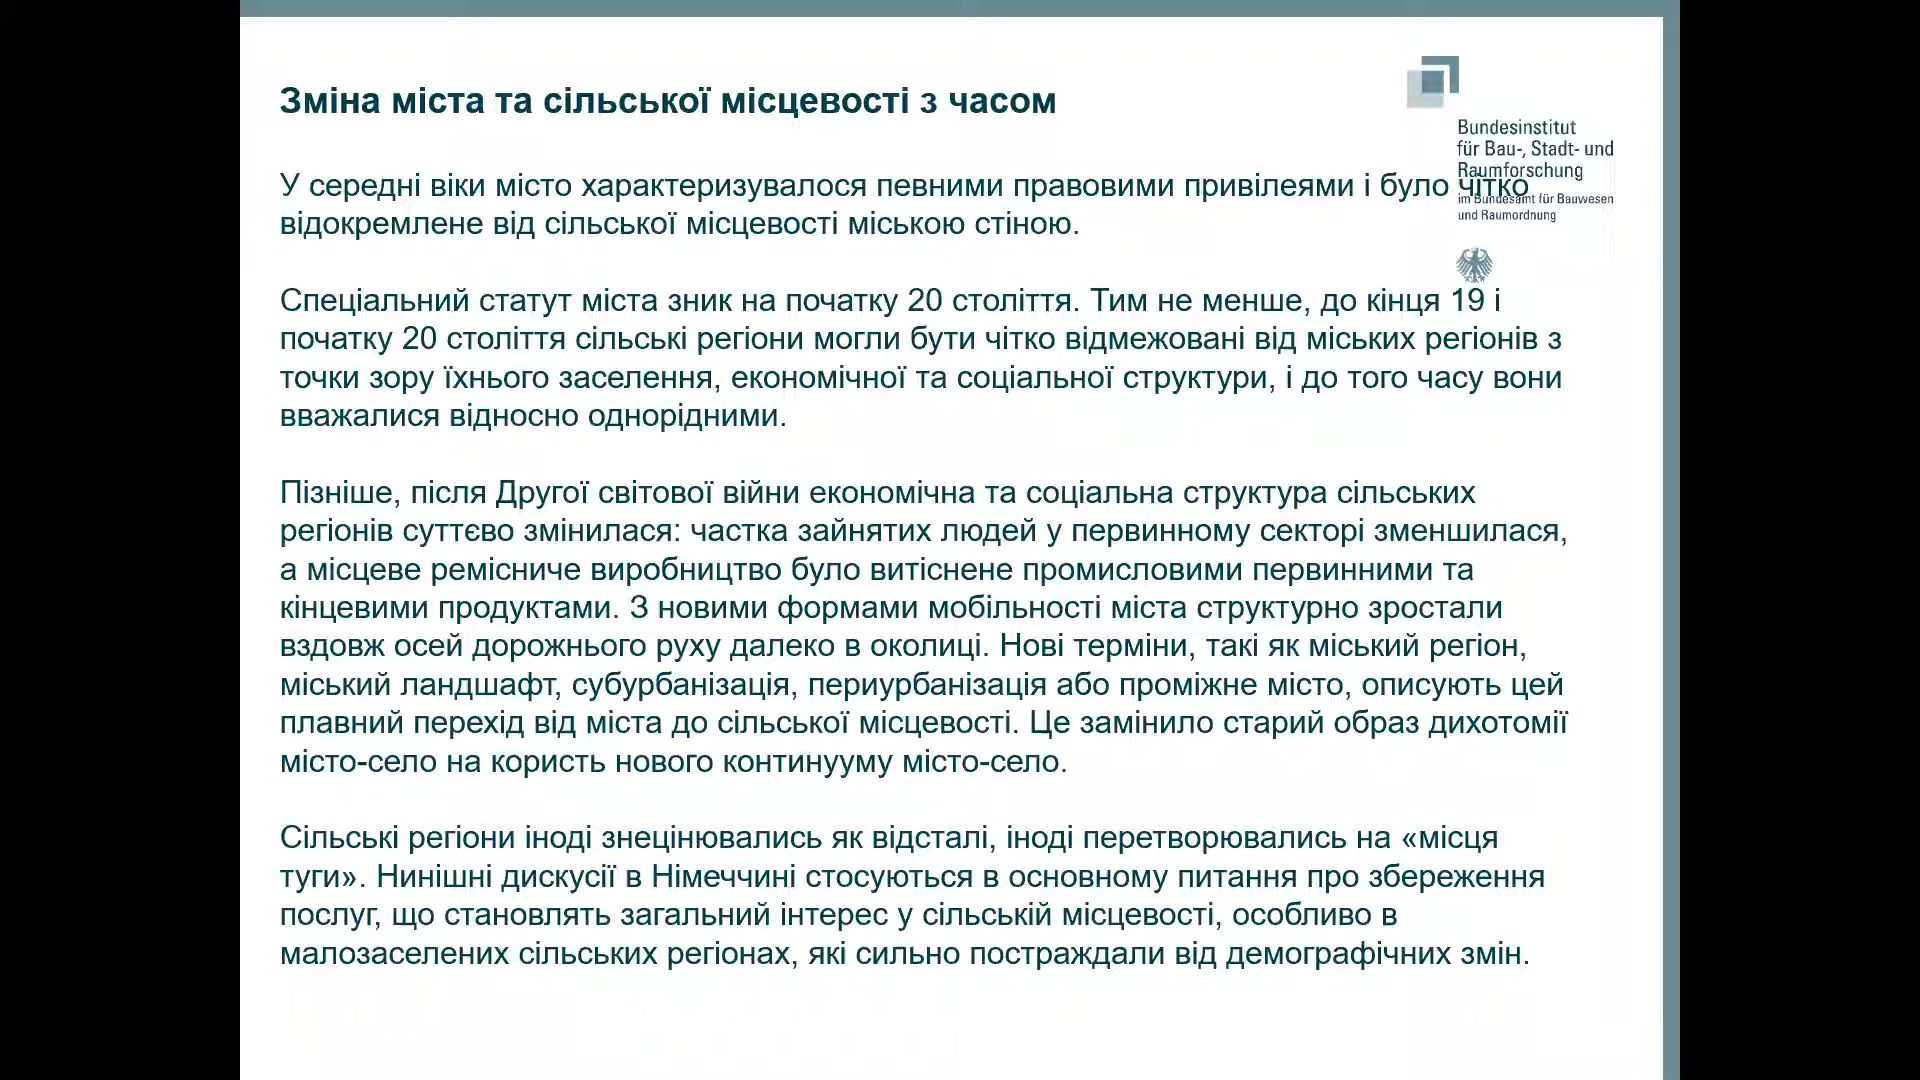 Зміна міста та сільської місцевості з часом
Bundesinstitut
für Bau-, Stadt- und
Raumforschung
im Bundesamt für Bauwesen
und Raumordnung
У середні віки місто характеризувалося певними правовими привілеями і було чітко
відокремлене від сільської місцевості міською стіною.
Спеціальний статут міста зник на початку 20 століття. Тим не менше, до кінця 19 і
початку 20 століття сільські регіони могли бути чітко відмежовані від міських регіонів з
точки зору їхнього заселення, економічної та соціальної структури, і до того часу вони
вважалися відносно однорідними.
Пізніше, після Другої світової війни економічна та соціальна структура сільських
регіонів суттєво змінилася: частка зайнятих людей у первинному секторі зменшилася,
а місцеве ремісниче виробництво було витіснене промисловими первинними та
кінцевими продуктами. З новими формами мобільності міста структурно зростали
вздовж осей дорожнього руху далеко в околиці. Нові терміни, такі як міський регіон,
міський ландшафт, субурбанізація, периурбанізація або проміжне місто, описують цей
плавний перехід від міста до сільської місцевості. Це замінило старий образ дихотомії
місто-село на користь нового континууму місто-село.
Сільські регіони іноді знецінювались як відсталі, іноді перетворювались на «місця
туги». Нинішні дискусії в Німеччині стосуються в основному питання про збереження
послуг, що становлять загальний інтерес у сільській місцевості, особливо в
малозаселених сільських регіонах, які сильно постраждали від демографічних змін.